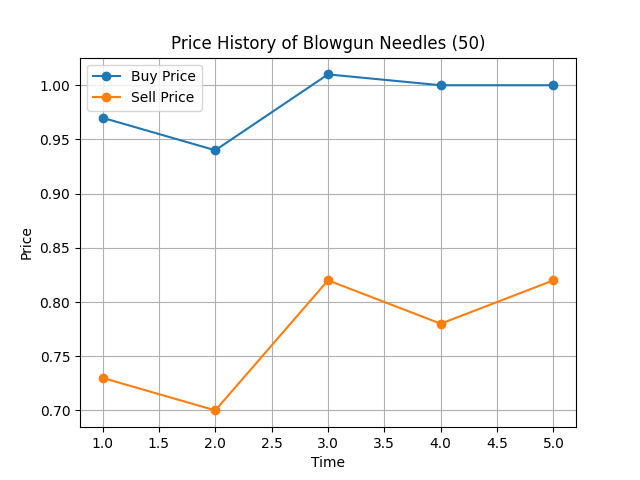 Price History of Blowgun Needles (50)
Buy Price
Sell Price
Price
1.00
0.95
0.90
0.85
0.80
0.75
0.70
1.0 1.5 2.0 2.5 3.0 3.5 4.0 4.5 5.0
Time